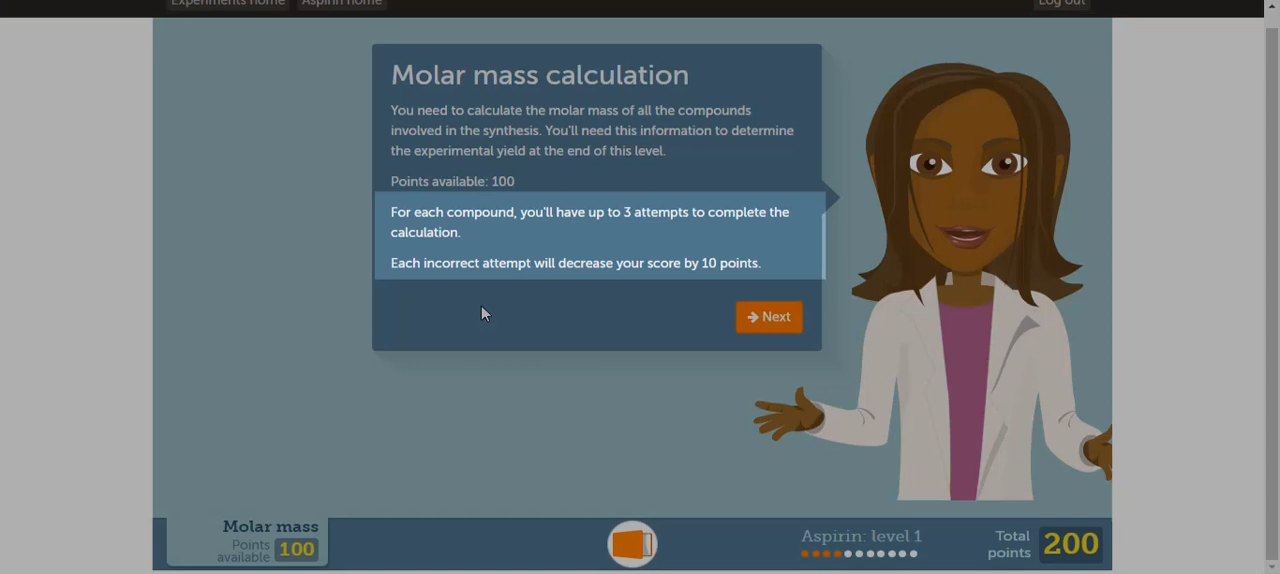 Experiments home Aspirin home Log out
Molar mass calculation
You need to calculate the molar mass of all the compounds
involved in the synthesis. You'll need this information to determine
the experimental yield at the end of this level.
Points available: 100
For each compound, you'll have up to 3 attempts to complete the
calculation.
Each incorrect attempt will decrease your score by 10 points.
Next
Molar mass
Points
available 100
Aspirin: level 1
Total
points 200